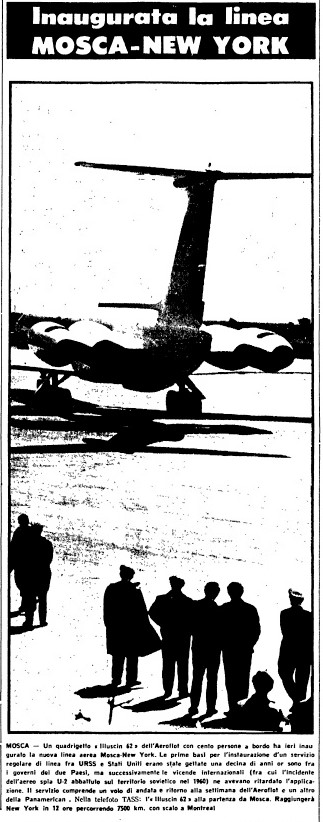 Inaugurata la linea
MOSCA-NEW YORK
MOSCA — Un quadrigetto « Iliuscin 62 » dell'Aeroflot con cento persone a bordo ha ieri inau
gurato la nuova linea aerea Mosca-New York. Le prime basi per l'instaurazione d'un servizio
regolare di linea fra URSS e Stati Uniti erano state gettate una decina di anni or sono fra
i governi dei due Paesi, ma successivamente le vicende internazionali (fra cui l'incidente
dell'aereo spia U-2 abbattuto sul territorio sovietico nel 1960) ne avevano ritardato l'applica-
zione. Il servizio comprende un volo di andata e ritorno alla settimana dell'Aeroflot e un altro
della Panamerican . Nella telefoto TASS: l'« Iliuscin 62 » alla partenza da Mosca. Raggiungerà
New York in 12 ore percorrendo 7500 km. con scalo a Montreal